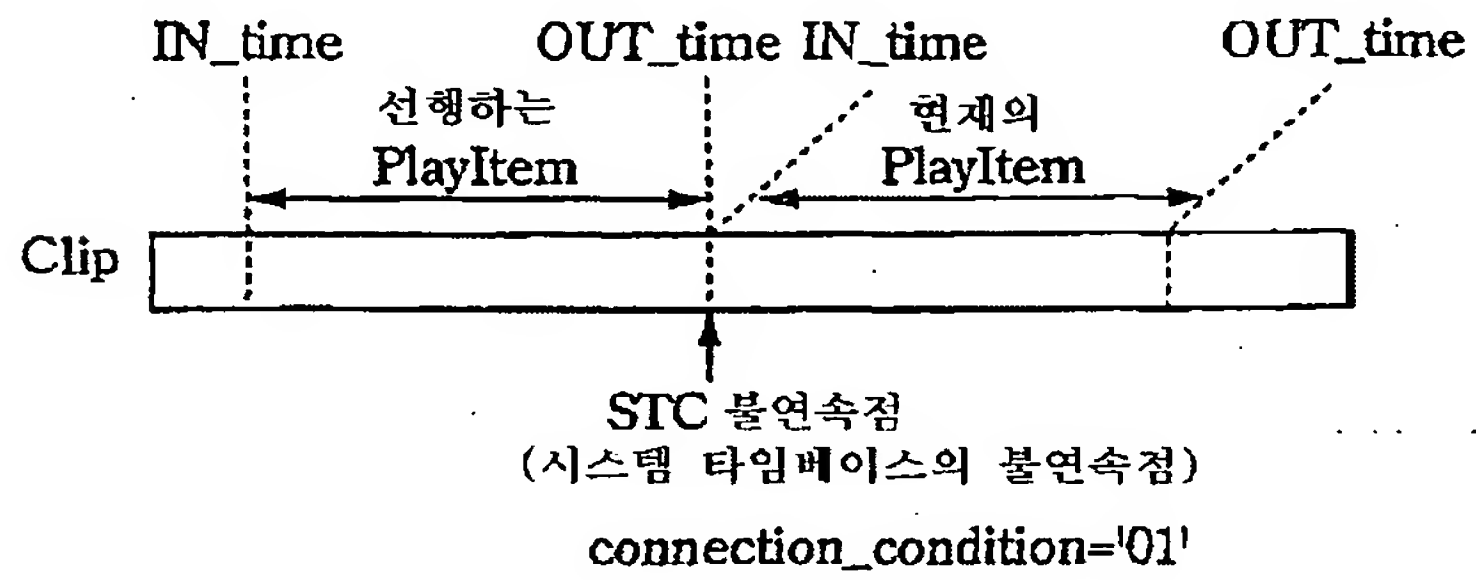 IN_time OUT_time IN_time OUT_time
선행하는 현재의
PlayItem PlayItem
Clip
STC 불연속점
(시스템 타임베이스의 불연속점)
connection_condition='01'